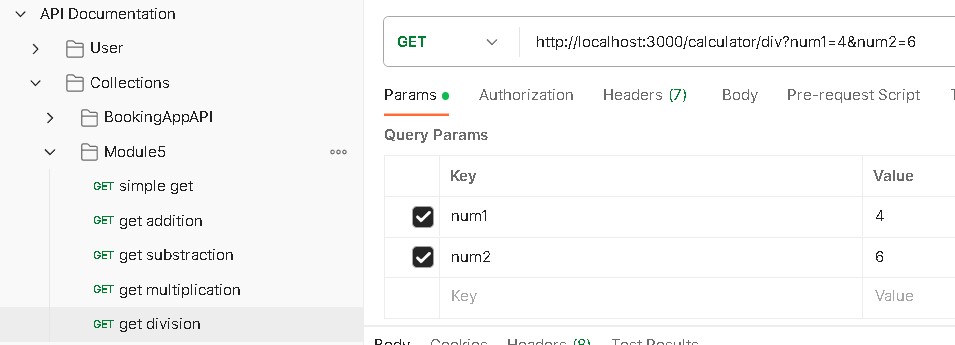 API Documentation
User
Collections
BookingAppAPI
Module5
GET simple get
GET get addition
GET get substraction
GET get multiplication
GET get division
GET http://localhost:3000/calculator/div?num1=4&num2=6
Params Authorization Headers (7) Body Pre-request Script
Query Params
Key Value
num1 4
num2 6
Key Value
Body Cookies Headers (8) Test Results